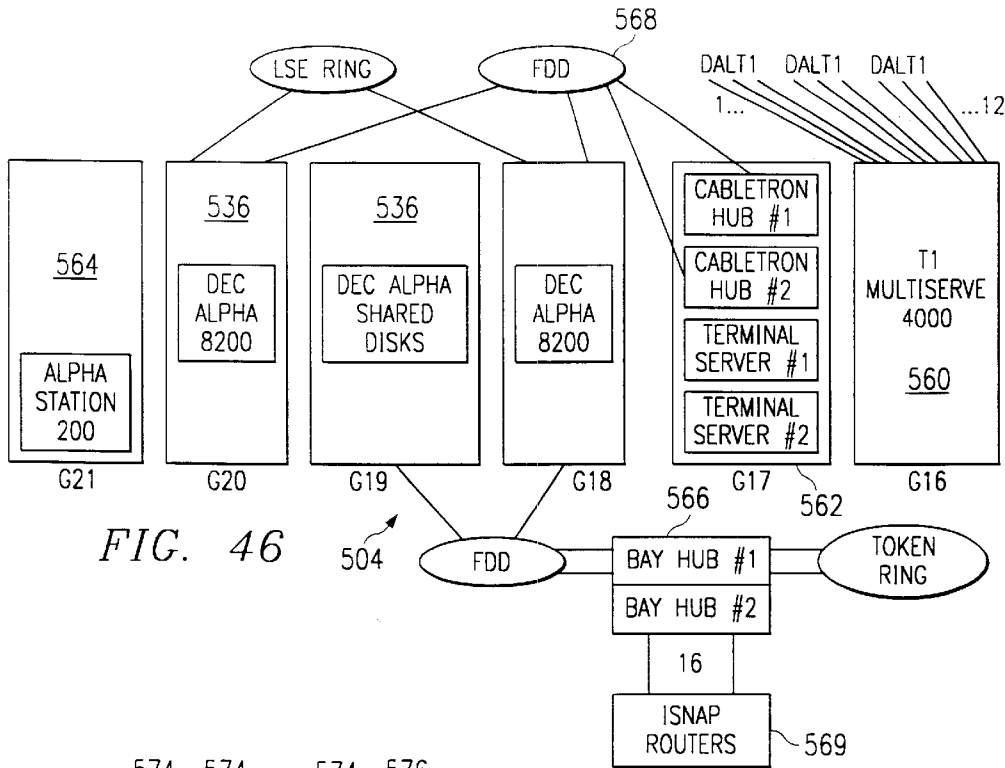 568
LSE RING
FDD
DALT1 DALT1 DALT1
1... ...12
536
536
564
CABLETRON
HUB #1
CABLETRON
HUB #2
TERMINAL
SERVER #1
TERMINAL
SERVER #2
T1
MULTISERVE
4000
560
DEC
ALPHA
8200
DEC ALPHA
SHARED
DISKS
DEC
ALPHA
8200
ALPHA
STATION
200
G21 G20 G19 G18 G17 G16
562
566
504
FIG. 46
FDD
BAY HUB #1
BAY HUB #2
TOKEN
RING
16
ISNAP
ROUTERS
569